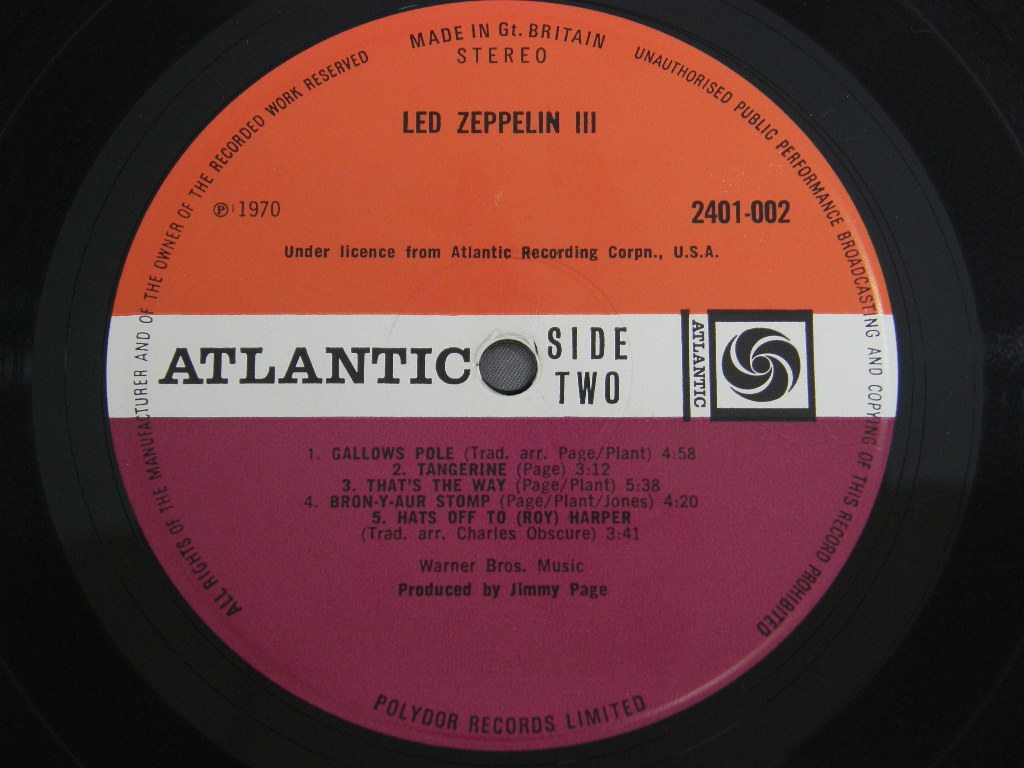 MADE IN Gt. BRITAIN
STEREO
ALL RIGHTS OF THE MANUFACTURER AND OF THE OWNER OF THE RECORDED WORK RESERVED
UNAUTHORISED PUBLIC PERFORMANCE BROADCASTING AND COPYING OF THIS RECORD PROHIBITED
LED ZEPPELIN III
℗ 1970
2401-002
Under licence from Atlantic Recording Corpn., U.S.A.
ATLANTIC
SIDE
TWO
ATLANTIC
1. GALLOWS POLE (Trad. arr. Page/Plant) 4:58
2. TANGERINE (Page) 3:12
3. THAT'S THE WAY (Page/Plant) 5:38
4. BRON-Y-AUR STOMP (Page/Plant/Jones) 4:20
5. HATS OFF TO (ROY) HARPER
(Trad. arr. Charles Obscure) 3:41
Warner Bros. Music
Produced by Jimmy Page
POLYDOR RECORDS LIMITED